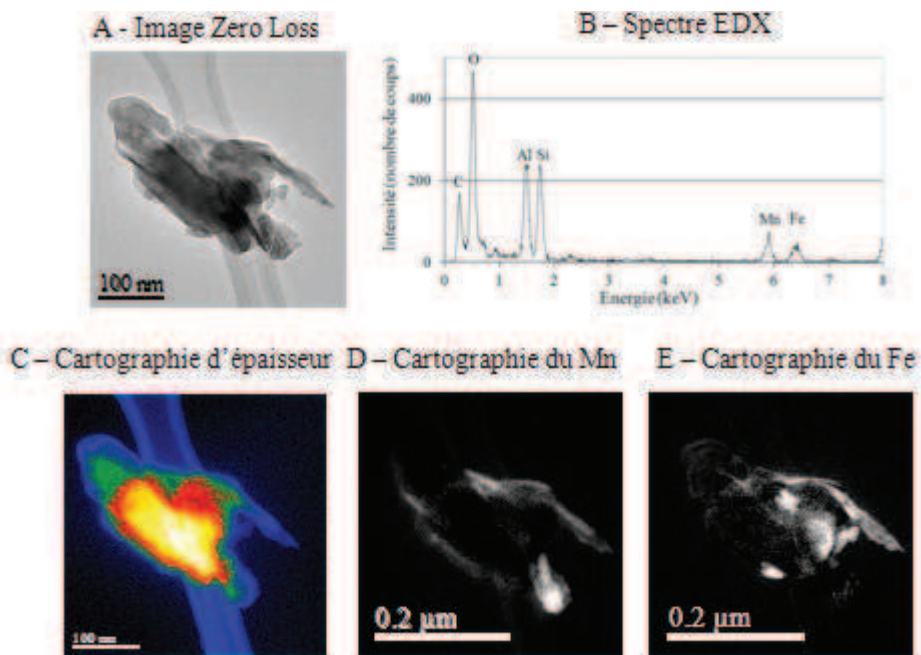 A - Image Zero Loss
B – Spectre EDX
100 nm
Intensité (nombre de coups)
400
200
0
C
O
Al Si
Mn Fe
0 1 2 3 4 5 6 7 8
Energie (keV)
C – Cartographie d'épaisseur
D – Cartographie du Mn
E – Cartographie du Fe
100 nm
0.2 µm
0.2 µm